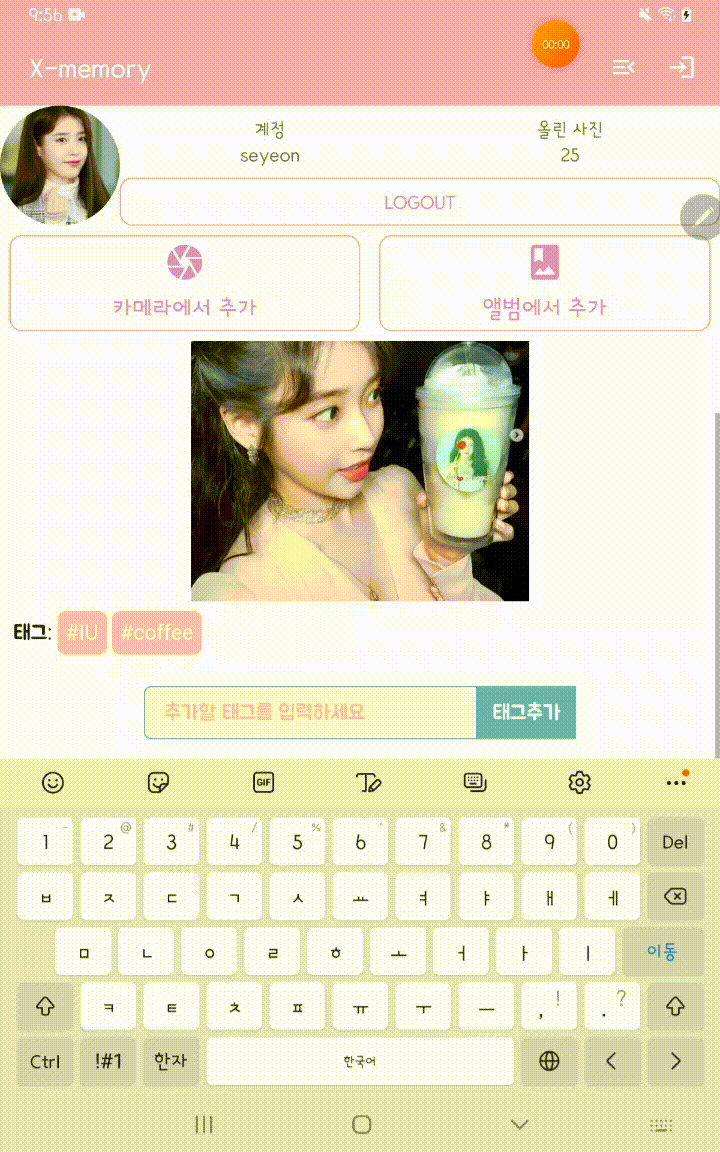 9:56
00:00
X-memory
계정
올린 사진
seyeon
25
LOGOUT
카메라에서 추가
앨범에서 추가
태그: #IU #coffee
추가할 태그를 입력하세요 태그추가
GIF
1 - 2 @ 3 # 4 / 5 % 6 ^ 7 & 8 * 9 ( 0 ) Del
ㅂ ㅈ ㄷ ㄱ ㅅ ㅛ ㅕ ㅑ ㅐ ㅔ
ㅁ ㄴ ㅇ ㄹ ㅎ ㅗ ㅓ ㅏ ㅣ 이동
ㅋ ㅌ ㅊ ㅍ ㅠ ㅜ ㅡ , ! . ?
Ctrl !#1 한자 한국어